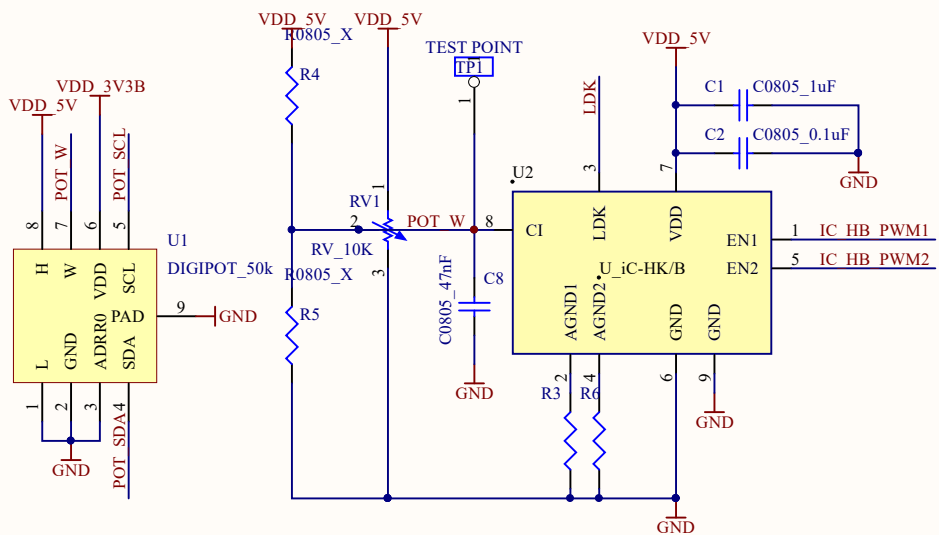 VDD_5V
R0805_X
R4
VDD_5V
TEST POINT
TP1
1
VDD_5V
C1
C0805_1uF
C2
C0805_0.1uF
GND
LDK
3
7
VDD_3V3B
VDD_5V
POT_W
POT_SCL
8
7
6
5
U1
DIGIPOT_50k
H
W
VDD
SCL
PAD
9
GND
L
GND
ADRR0
SDA
1
2
3
4
GND
POT_SDA
RV1
1
2
3
RV_10K
R0805_X
R5
POT_W
8
C8
C0805_47nF
GND
U2
CI
LDK
VDD
U_iC-HK/B
EN1
1
IC_HB_PWM1
EN2
5
IC_HB_PWM2
AGND1
AGND2
GND
GND
2
4
6
9
R3
R6
GND
GND